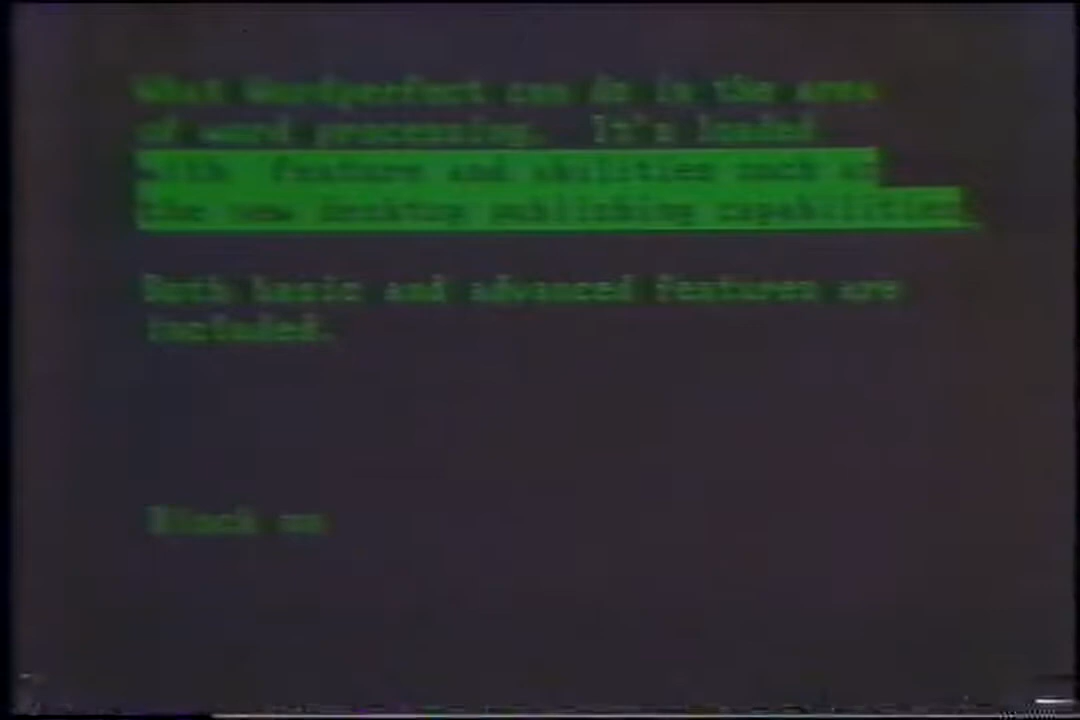 What Wordperfect can do in the area
of word processing. It's loaded
with feature and abilities such as
the new desktop publishing capabilities.
Both basic and advanced features are
included.
Block on